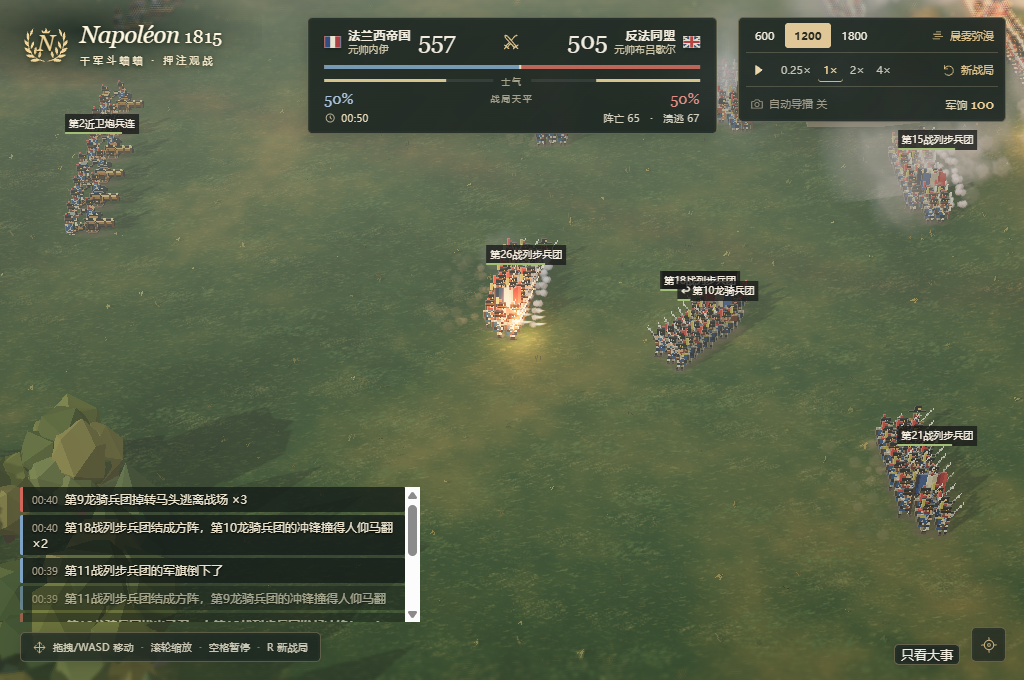 Napoléon 1815
千军斗蛐蛐 · 押注观战
法兰西帝国
元帅内伊
557
505
反法同盟
元帅布吕歇尔
士气
50%
战局天平
50%
00:50
阵亡 65 · 溃逃 67
600 1200 1800 晨雾弥漫
0.25× 1× 2× 4× 新战局
自动导播 关 军饷 100
第2近卫炮兵连
第15战列步兵团
第26战列步兵团
第18战列步兵团
↩ 第10龙骑兵团
第21战列步兵团
00:40 第9龙骑兵团掉转马头逃离战场 ×3
00:40 第18战列步兵团结成方阵，第10龙骑兵团的冲锋撞得人仰马翻
×2
00:39 第11战列步兵团的军旗倒下了
00:39 第11战列步兵团结成方阵，第9龙骑兵团的冲锋撞得人仰马翻
拖拽/WASD 移动 · 滚轮缩放 · 空格暂停 · R 新战局
只看大事